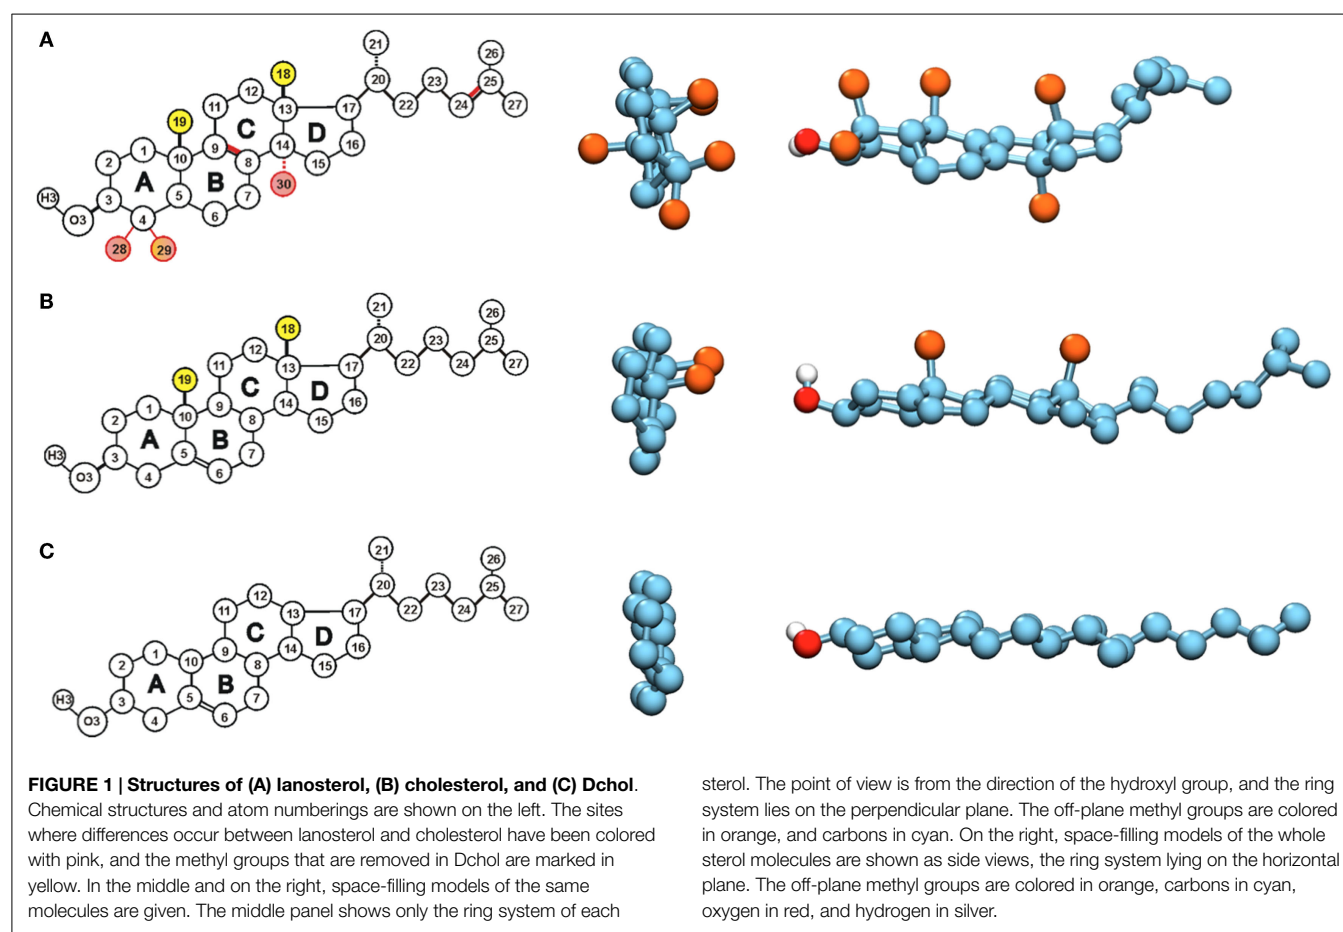 A
21
26
18
20
23
25
12
11
13
17
22
24
27
19
C
D
1
9
14
16
2
10
8
15
A
B
30
H3
3
5
7
O3
4
6
28
29
B
21
26
18
20
23
25
12
11
13
17
22
24
27
19
C
D
1
9
16
2
10
8
14
15
A
B
H3
3
5
7
O3
4
6
C
21
26
20
23
25
12
11
13
17
22
24
27
C
D
1
9
14
16
2
10
8
15
A
B
H3
3
5
7
O3
4
6
FIGURE 1 | Structures of (A) lanosterol, (B) cholesterol, and (C) Dchol.
Chemical structures and atom numberings are shown on the left. The sites
where differences occur between lanosterol and cholesterol have been colored
with pink, and the methyl groups that are removed in Dchol are marked in
yellow. In the middle and on the right, space-filling models of the same
molecules are given. The middle panel shows only the ring system of each
sterol. The point of view is from the direction of the hydroxyl group, and the ring
system lies on the perpendicular plane. The off-plane methyl groups are colored
in orange, and carbons in cyan. On the right, space-filling models of the whole
sterol molecules are shown as side views, the ring system lying on the horizontal
plane. The off-plane methyl groups are colored in orange, carbons in cyan,
oxygen in red, and hydrogen in silver.